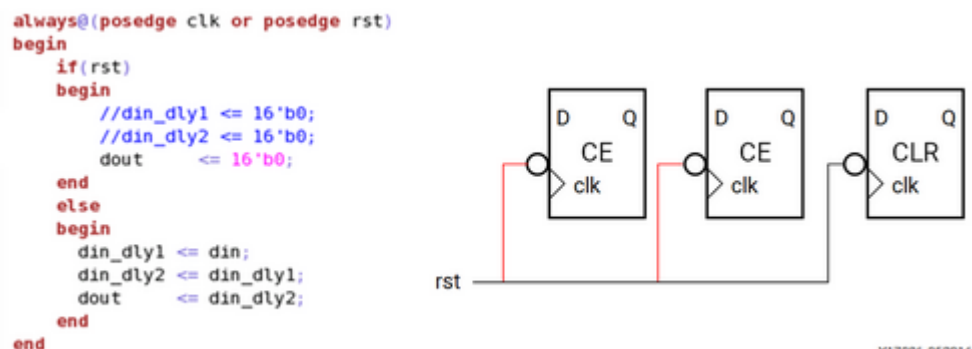 always@(posedge clk or posedge rst)
begin
if(rst)
begin
//din_dly1 <= 16'b0;
//din_dly2 <= 16'b0;
dout <= 16'b0;
end
else
begin
din_dly1 <= din;
din_dly2 <= din_dly1;
dout <= din_dly2;
end
end
D Q
CE
clk
D Q
CE
clk
D Q
CLR
clk
rst